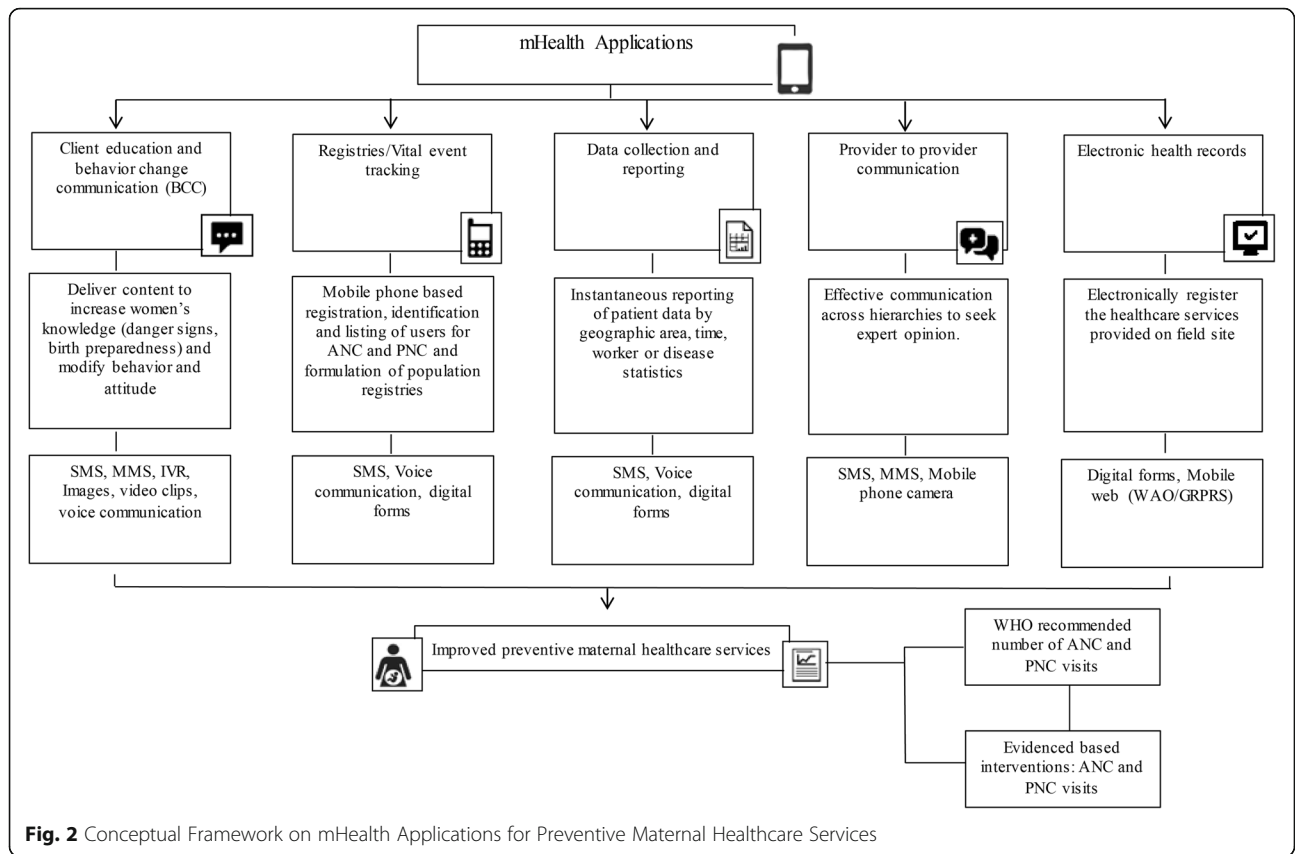 mHealth Applications
Client education and
behavior change
communication (BCC)
Registries/Vital event
tracking
Data collection and
reporting
Provider to provider
communication
Electronic health records
Deliver content to
increase women's
knowledge (danger signs,
birth preparedness) and
modify behavior and
attitude
Mobile phone based
registration, identification
and listing of users for
ANC and PNC and
formulation of population
registries
Instantaneous reporting
of patient data by
geographic area, time,
worker or disease
statistics
Effective communication
across hierarchies to seek
expert opinion.
Electronically register
the healthcare services
provided on field site
SMS, MMS, IVR,
Images, video clips,
voice communication
SMS, Voice
communication, digital
forms
SMS, Voice
communication, digital
forms
SMS, MMS, Mobile
phone camera
Digital forms, Mobile
web (WAO/GRPRS)
Improved preventive maternal healthcare services
WHO recommended
number of ANC and
PNC visits
Evidenced based
interventions: ANC and
PNC visits
Fig. 2 Conceptual Framework on mHealth Applications for Preventive Maternal Healthcare Services